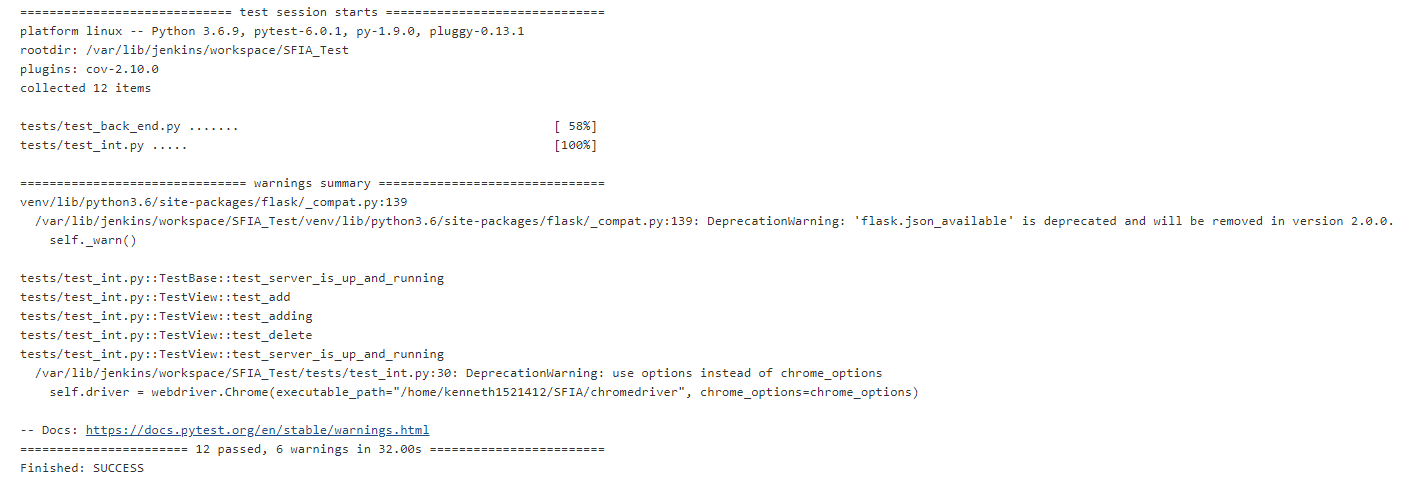 ============================= test session starts ==============================
platform linux -- Python 3.6.9, pytest-6.0.1, py-1.9.0, pluggy-0.13.1
rootdir: /var/lib/jenkins/workspace/SFIA_Test
plugins: cov-2.10.0
collected 12 items
tests/test_back_end.py ....... [ 58%]
tests/test_int.py ..... [100%]
=============================== warnings summary ===============================
venv/lib/python3.6/site-packages/flask/_compat.py:139
/var/lib/jenkins/workspace/SFIA_Test/venv/lib/python3.6/site-packages/flask/_compat.py:139: DeprecationWarning: 'flask.json_available' is deprecated and will be removed in version 2.0.0.
self._warn()
tests/test_int.py::TestBase::test_server_is_up_and_running
tests/test_int.py::TestView::test_add
tests/test_int.py::TestView::test_adding
tests/test_int.py::TestView::test_delete
tests/test_int.py::TestView::test_server_is_up_and_running
/var/lib/jenkins/workspace/SFIA_Test/tests/test_int.py:30: DeprecationWarning: use options instead of chrome_options
self.driver = webdriver.Chrome(executable_path="/home/kenneth1521412/SFIA/chromedriver", chrome_options=chrome_options)
-- Docs: https://docs.pytest.org/en/stable/warnings.html
======================= 12 passed, 6 warnings in 32.00s ========================
Finished: SUCCESS